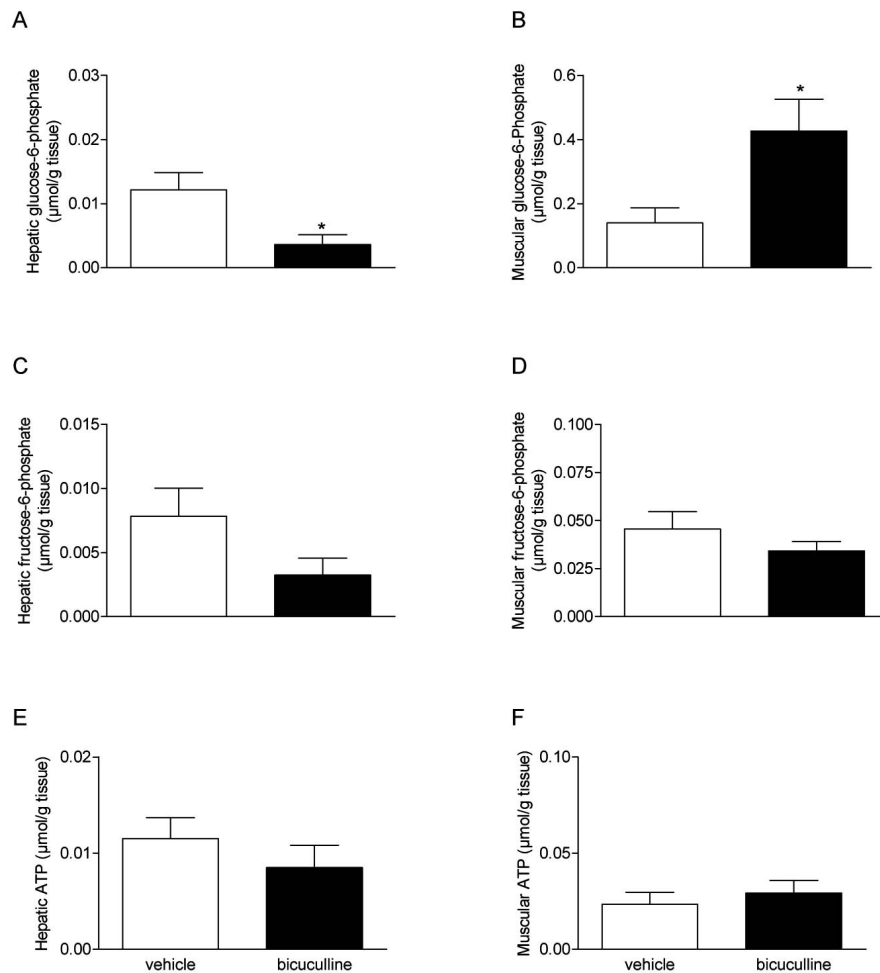 A
Hepatic glucose-6-phosphate
(µmol/g tissue)
0.03
0.02
0.01
0.00
*
B
Muscular glucose-6-Phosphate
(µmol/g tissue)
0.6
0.4
0.2
0.0
*
C
Hepatic fructose-6-phosphate
(µmol/g tissue)
0.015
0.010
0.005
0.000
D
Muscular fructose-6-phosphate
(µmol/g tissue)
0.100
0.075
0.050
0.025
0.000
E
Hepatic ATP (µmol/g tissue)
0.02
0.01
0.00
vehicle
bicuculline
F
Muscular ATP (µmol/g tissue)
0.10
0.05
0.00
vehicle
bicuculline